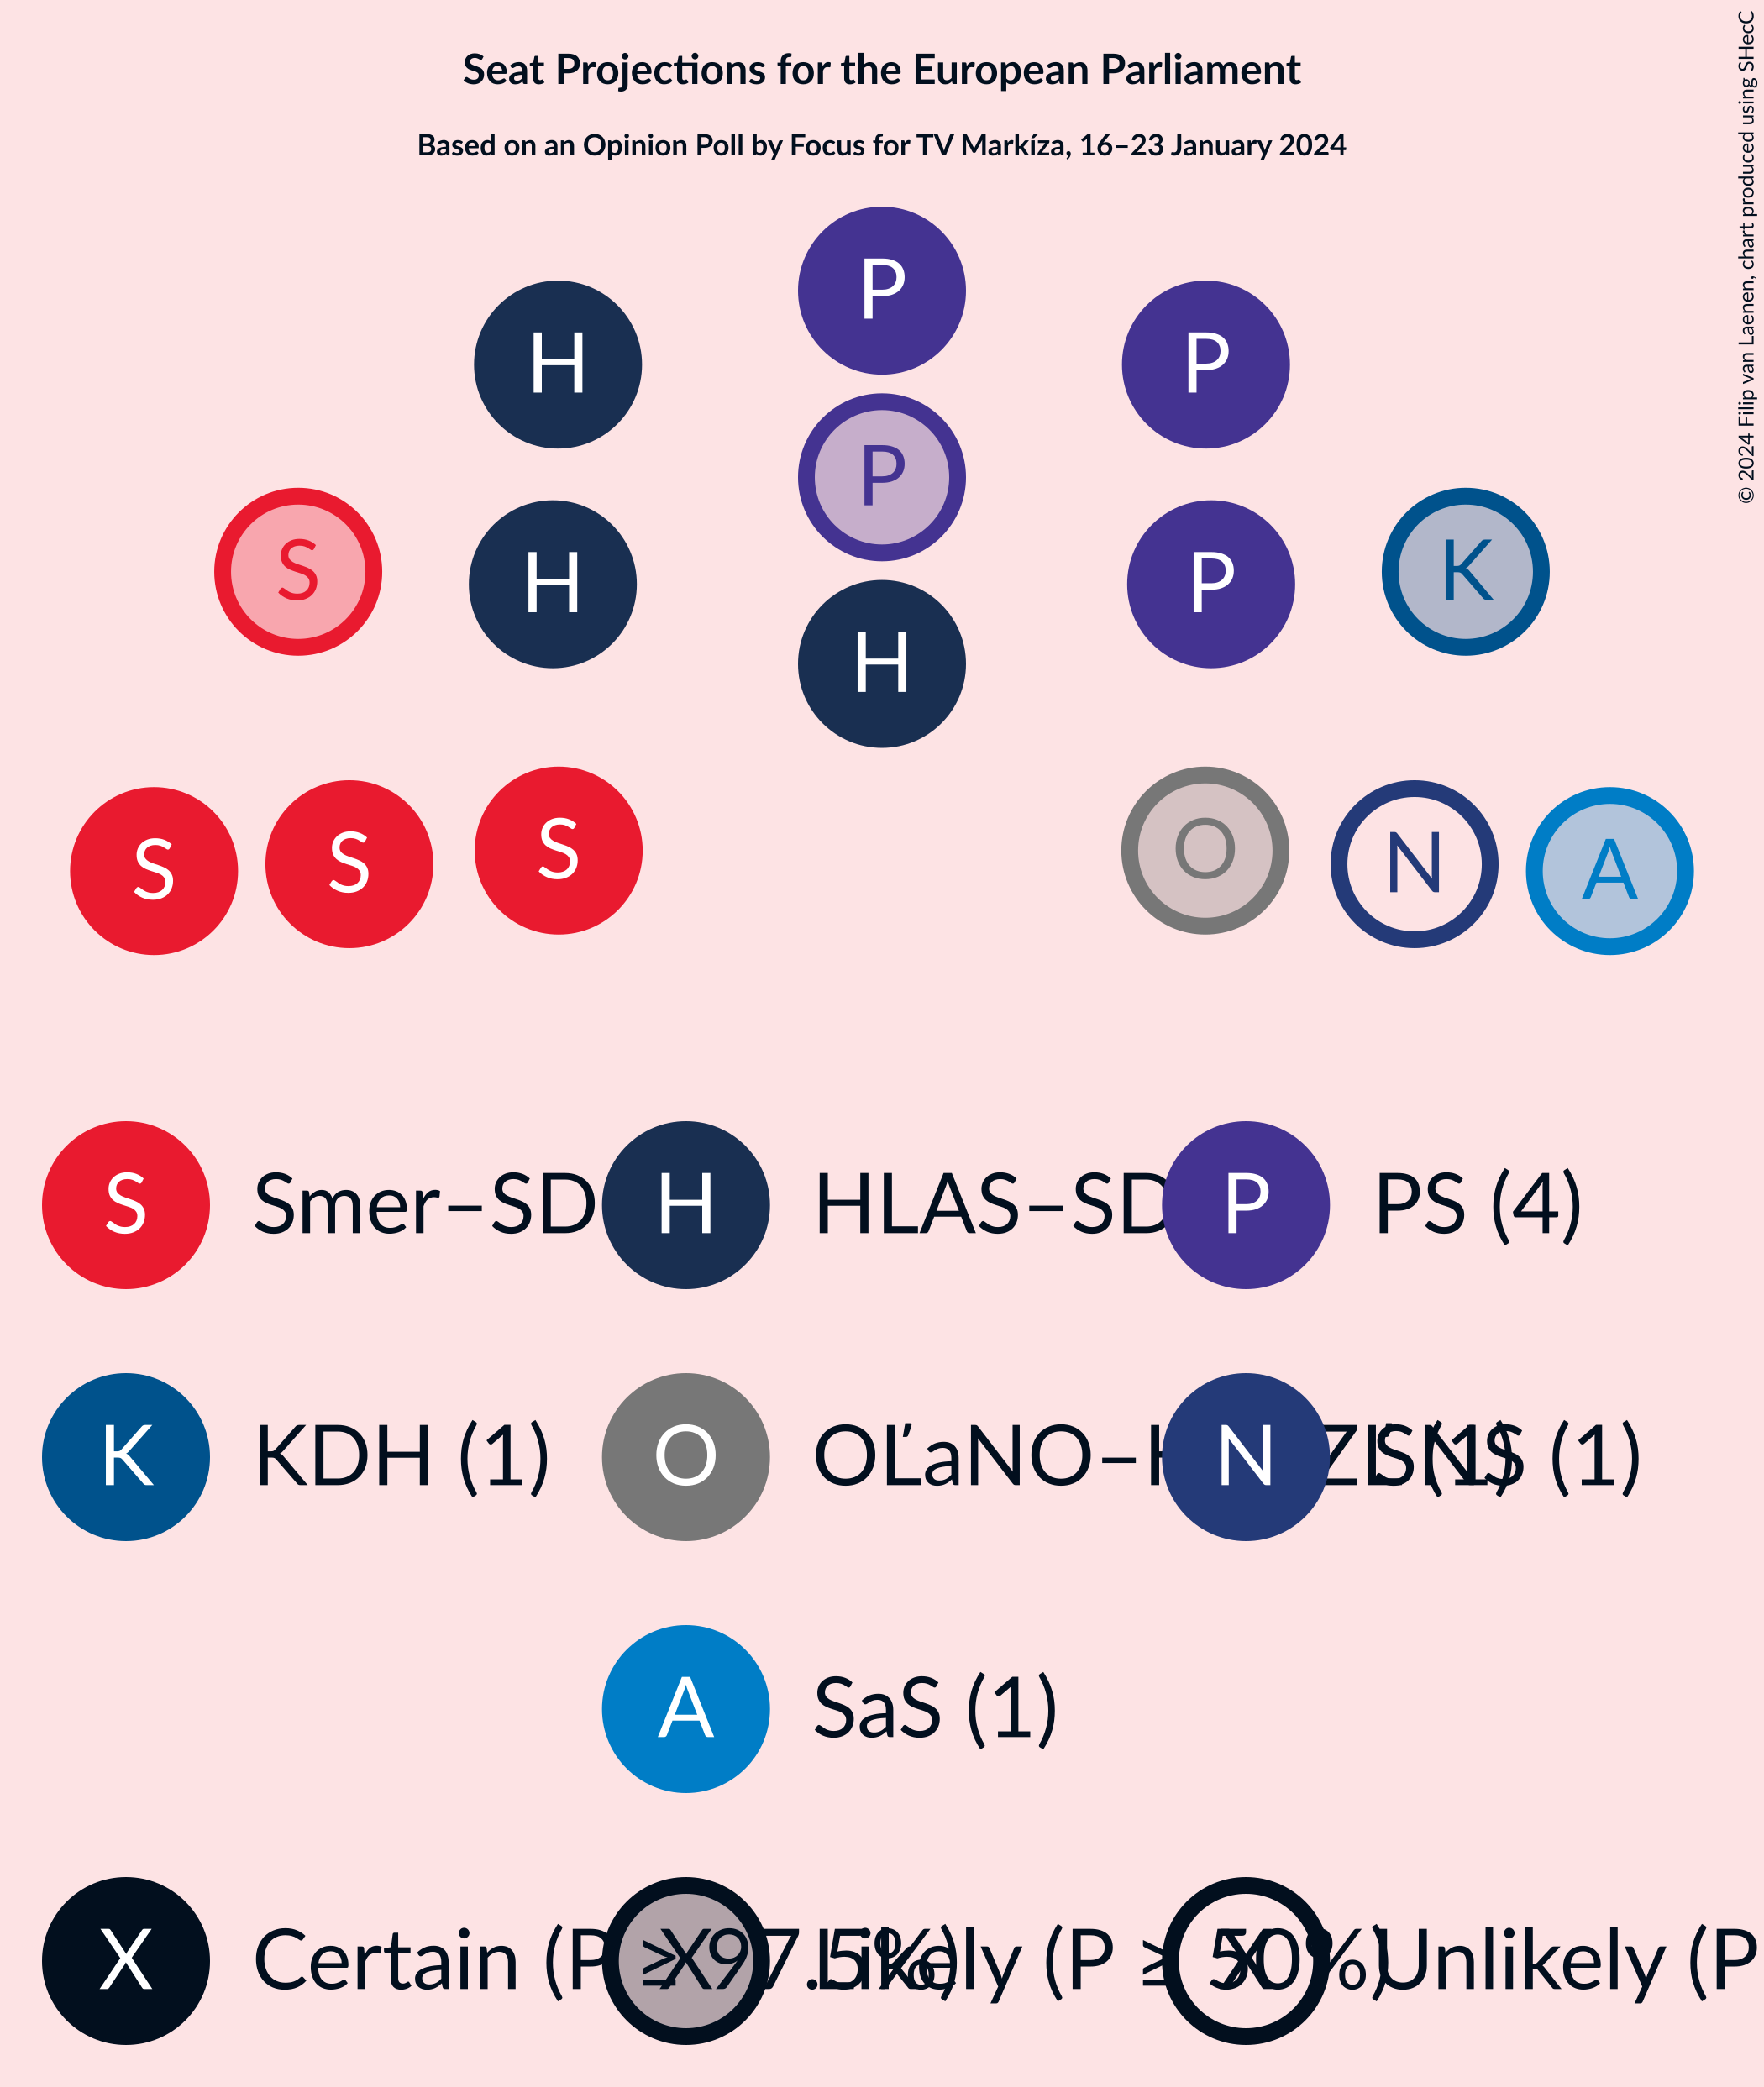 Seat Projections for the European Parliament
Based on an Opinion Poll by Focus for TV Markíza, 16–23 January 2024
© 2024 Filip van Laenen, chart produced using SHecC
P
H P
P
S H P K
H
S S S O N A
S Smer–SD H HLAS–SD P PS (4)
K KDH (1) O OĽaNO– N (1)
A SaS (1)
X Certain (P ≥ 97.5%) X Likely (P ≥ 50%) X Unlikely (P